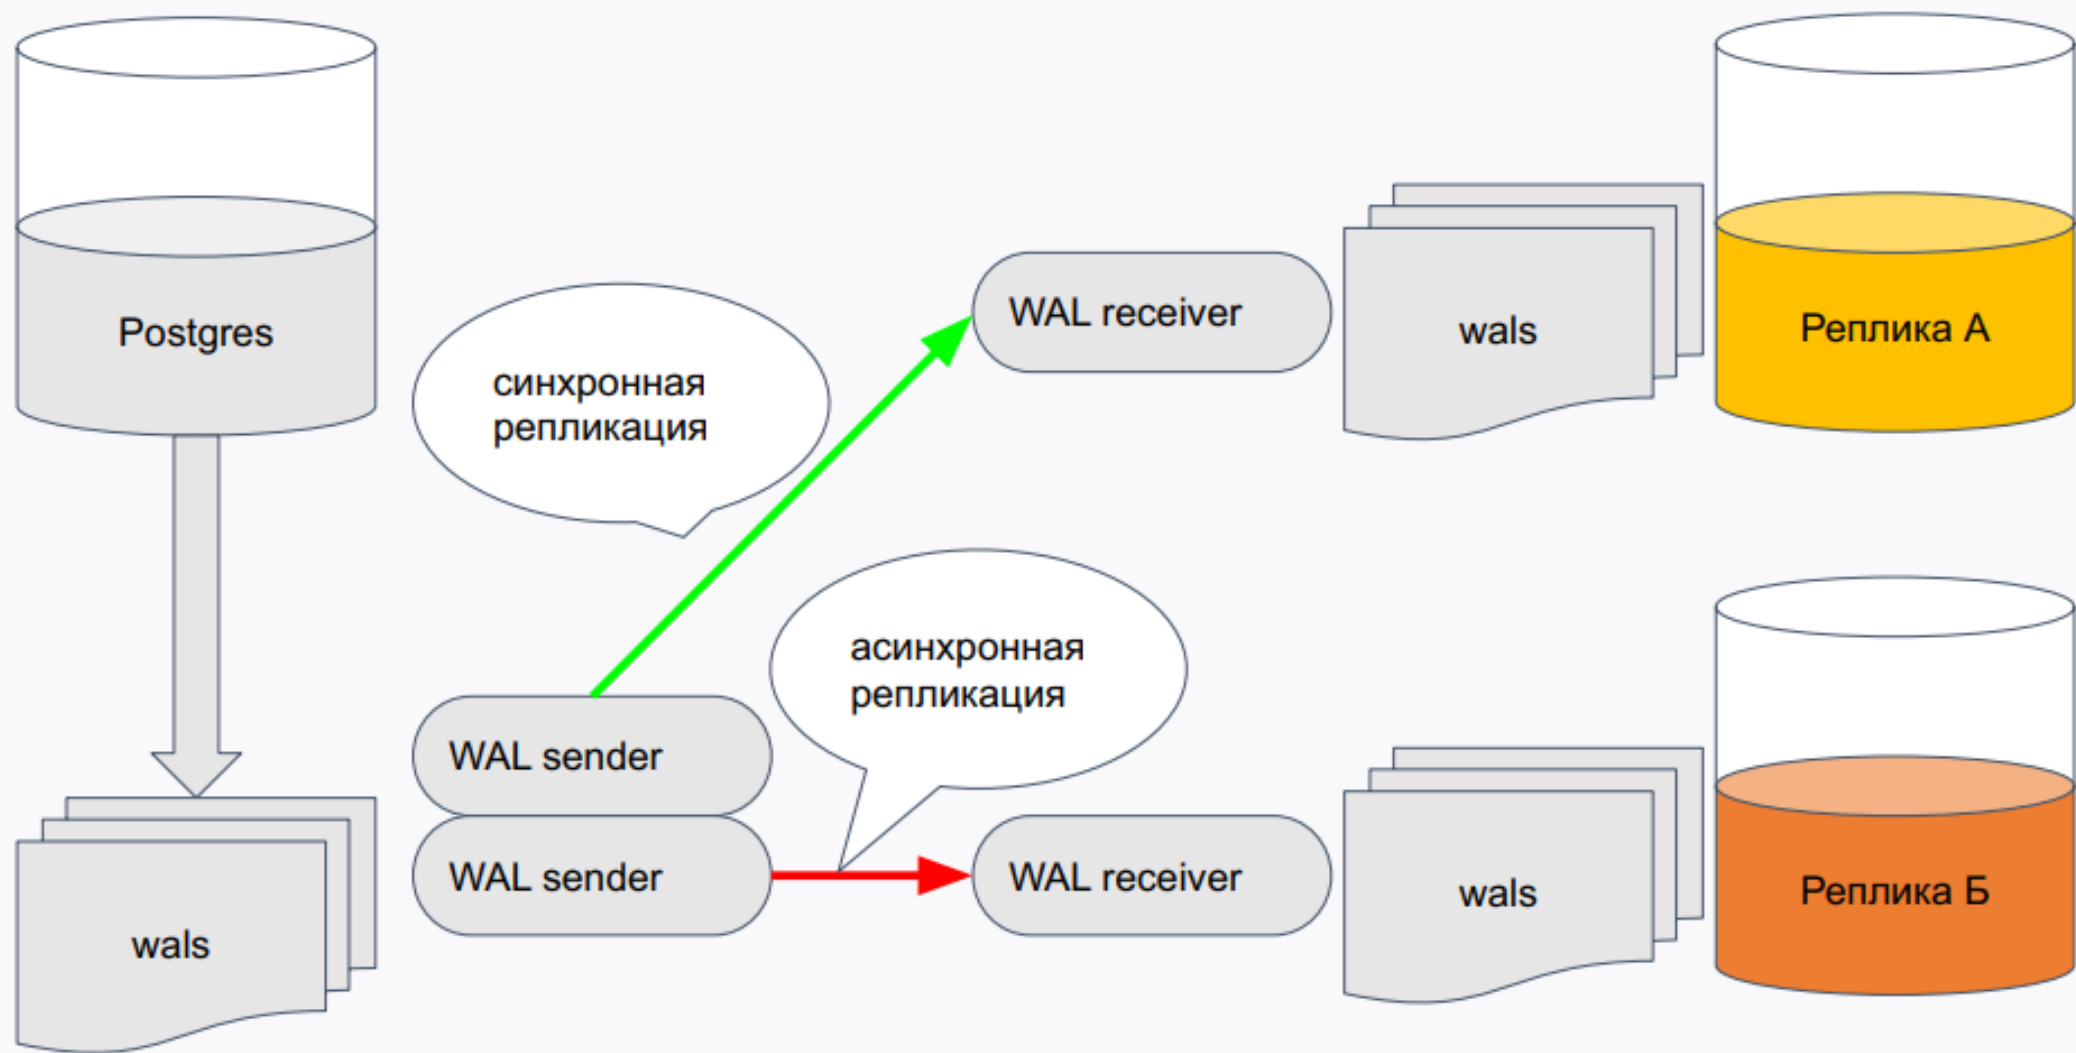 Postgres
синхронная
репликация
WAL receiver
wals
Реплика А
асинхронная
репликация
WAL sender
WAL sender
WAL receiver
wals
Реплика Б
wals